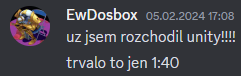 EwDosbox 05.02.2024 17:08
uz jsem rozchodil unity!!!!
trvalo to jen 1:40